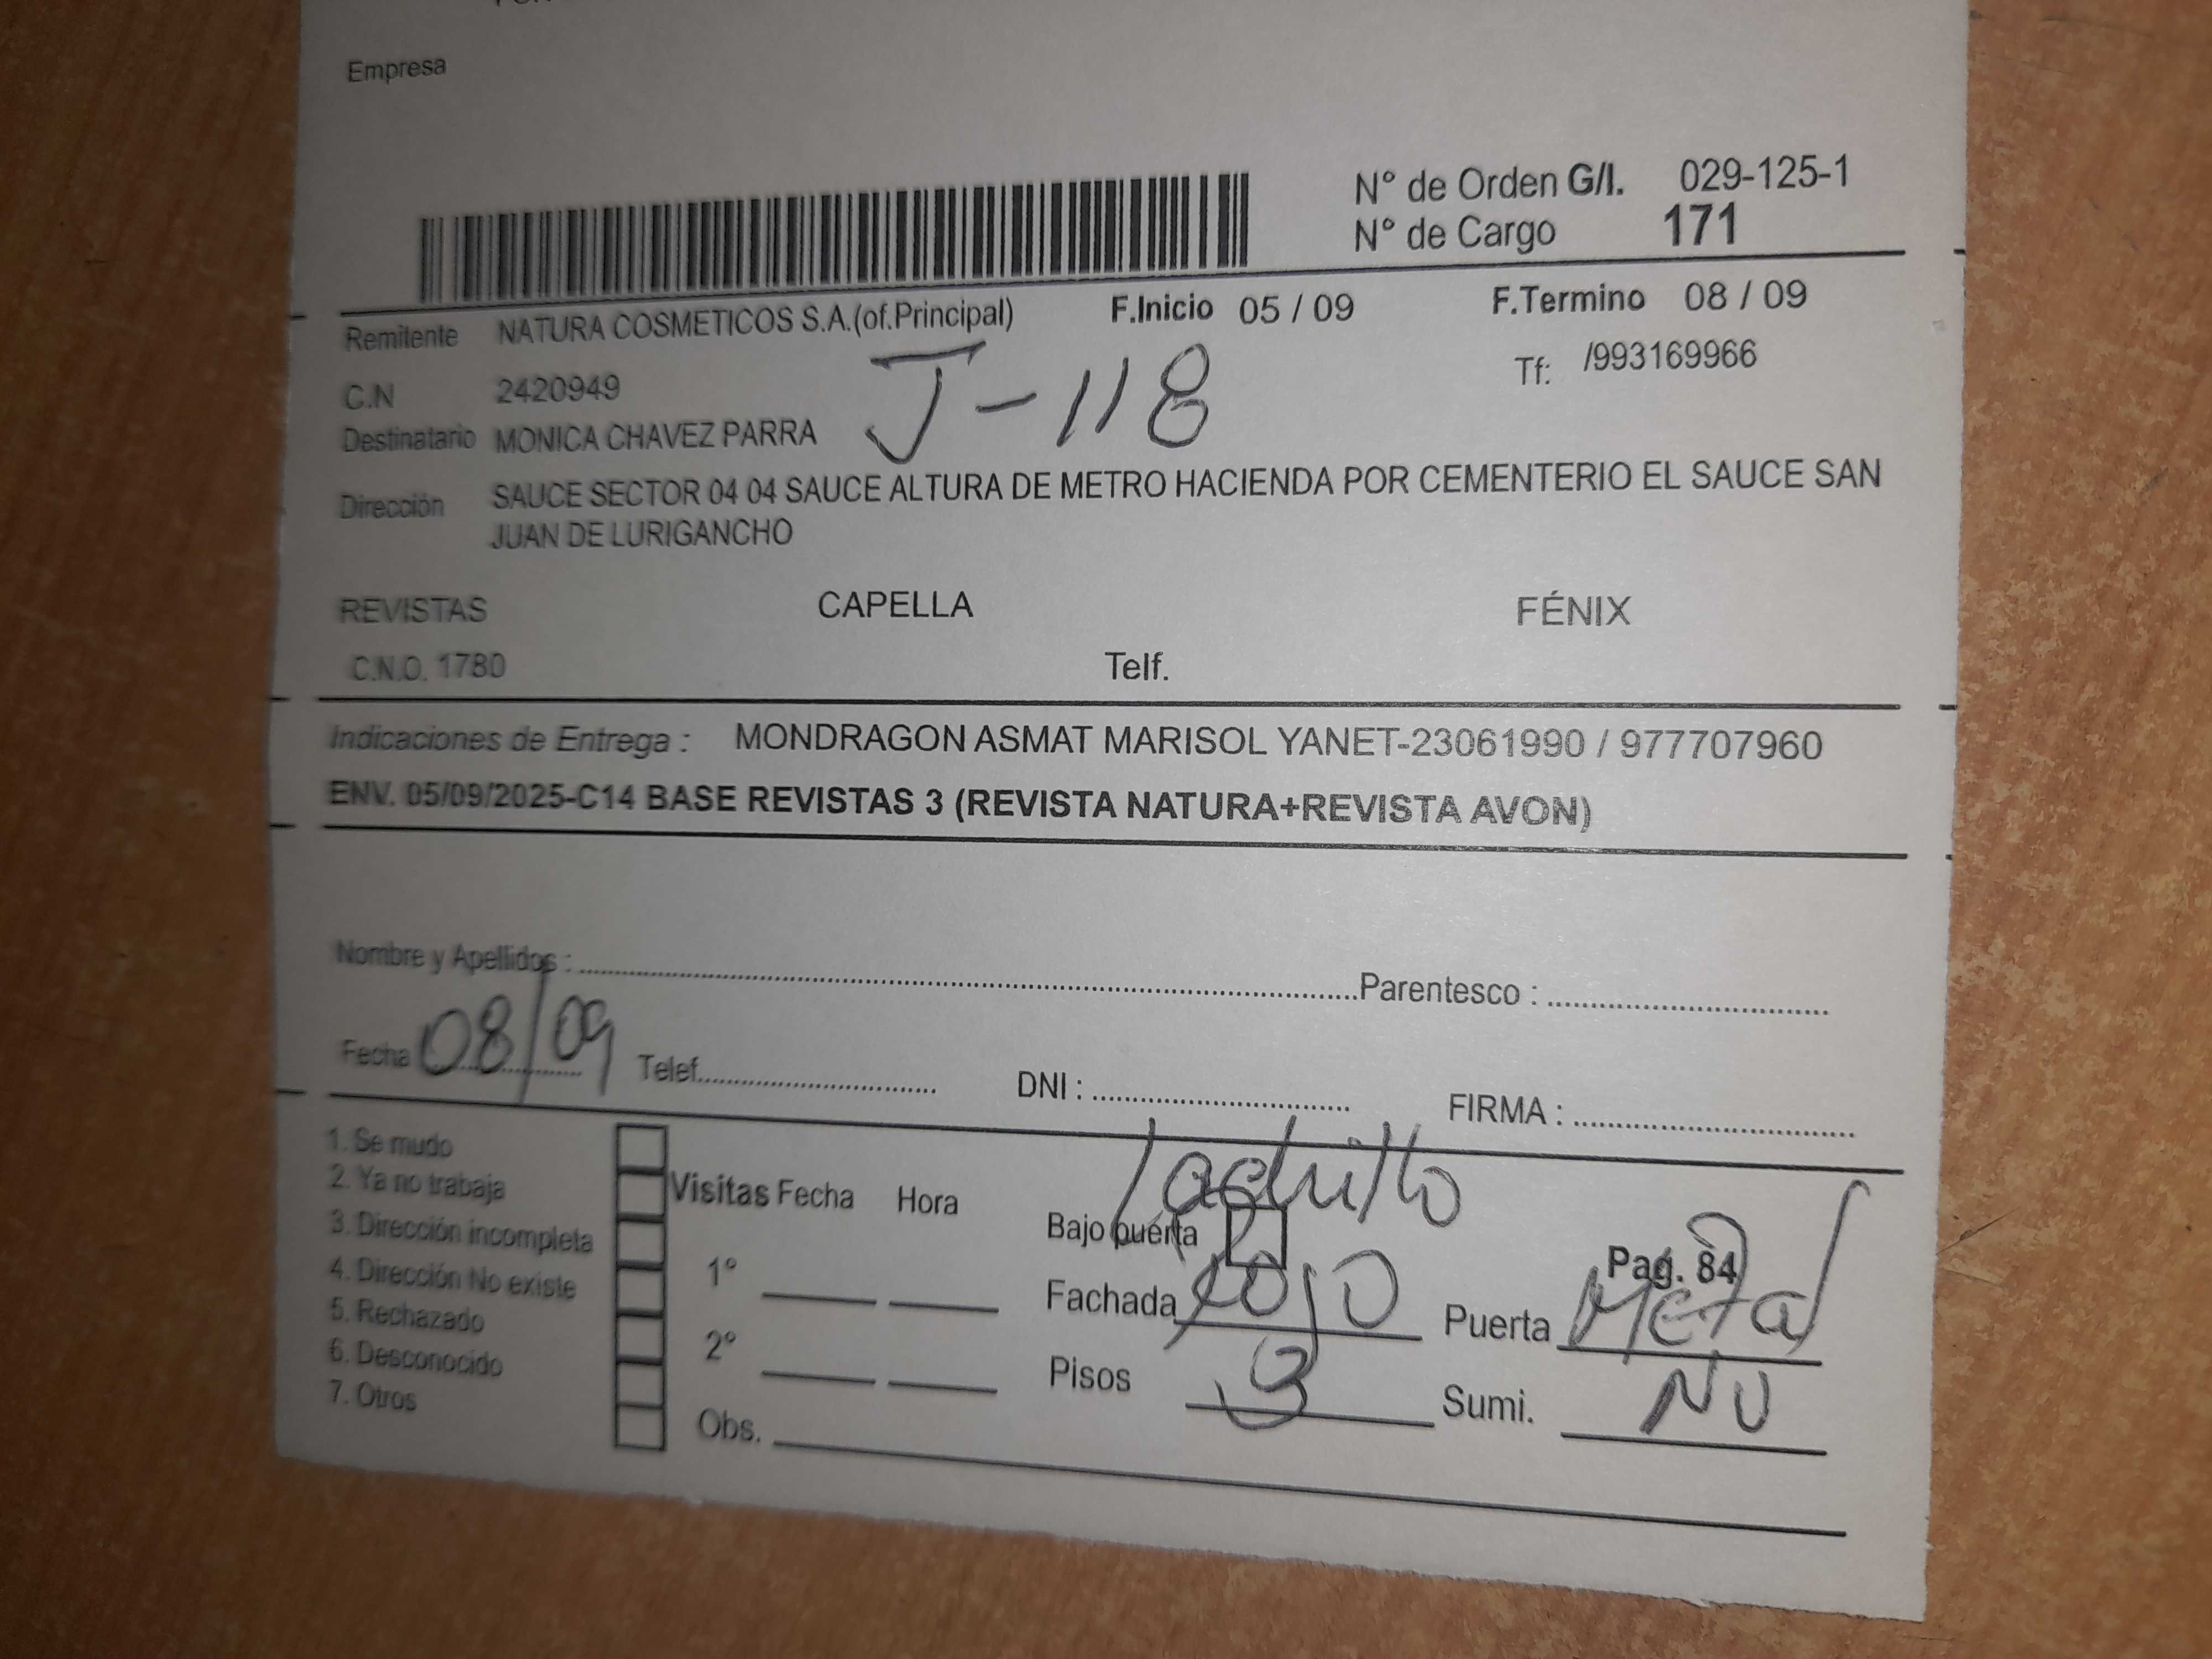 Empresa
N° de Orden G/I. 029-125-1
N° de Cargo 171
Remitente NATURA COSMETICOS S.A.(of.Principal) F.Inicio 05 / 09 F.Termino 08 / 09
C.N 2420949 Tf: /993169966
J-118
Destinatario MONICA CHAVEZ PARRA
Dirección SAUCE SECTOR 04 04 SAUCE ALTURA DE METRO HACIENDA POR CEMENTERIO EL SAUCE SAN
JUAN DE LURIGANCHO
REVISTAS CAPELLA FÉNIX
C.N.O. 1780 Telf.
Indicaciones de Entrega : MONDRAGON ASMAT MARISOL YANET-23061990 / 977707960
ENV. 05/09/2025-C14 BASE REVISTAS 3 (REVISTA NATURA+REVISTA AVON)
Nombre y Apellidos : Parentesco :
Fecha 08/09 Telef. DNI : FIRMA :
1. Se mudo
2. Ya no trabaja
3. Dirección incompleta
4. Dirección No existe
5. Rechazado
6. Desconocido
7. Otros
Visitas Fecha Hora
1°
2°
Obs.
Ladrillo
Bajo puerta Pag. 84
Fachada rojo Puerta Metal
Pisos 3 Sumi. NO